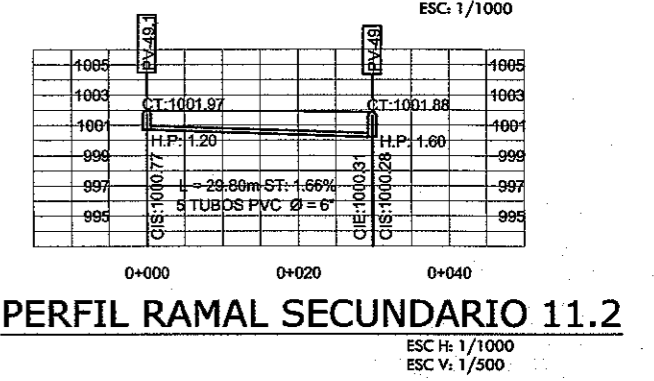 ESC: 1/1000
PV-49.1
PV-49
1005
1005
1003
1003
CT:1001.97
CT:1001.88
1001
1001
H.P: 1.20
H.P: 1.60
999
999
CIS:1000.77
CIE:1000.31
CIS:1000.28
997
L = 29.80m ST: 1.66%
997
5 TUBOS PVC Ø = 6"
995
995
0+000
0+020
0+040
PERFIL RAMAL SECUNDARIO 11.2
ESC H: 1/1000
ESC V: 1/500